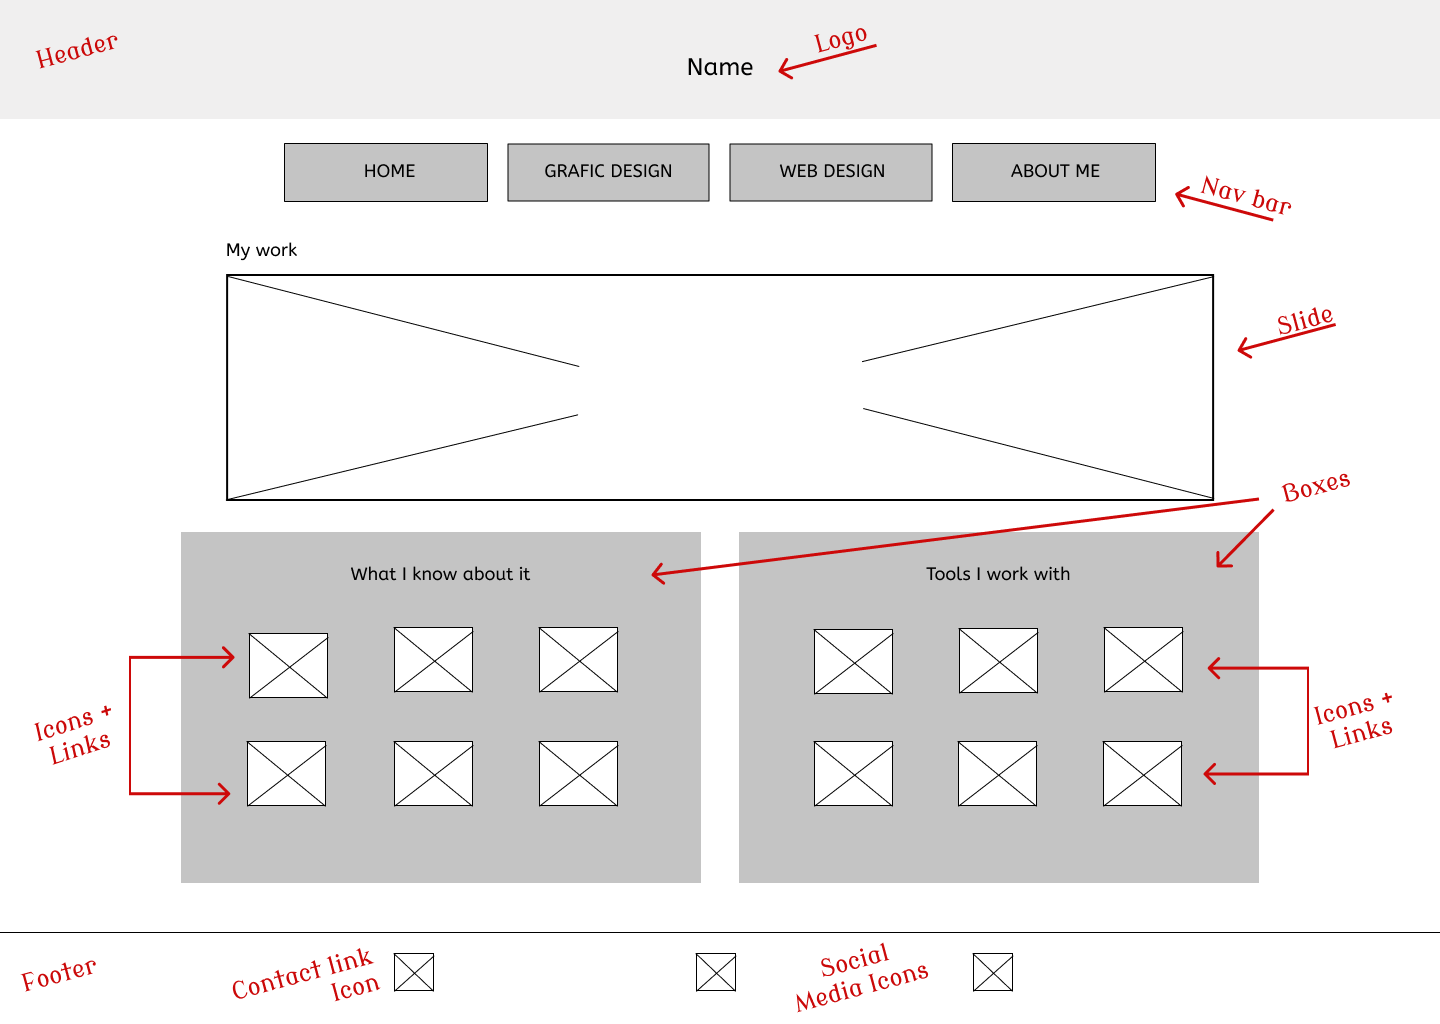 Header
Logo
Name
HOME
GRAFIC DESIGN
WEB DESIGN
ABOUT ME
Nav bar
My work
Slide
Boxes
What I know about it
Tools I work with
Icons +
Links
Icons +
Links
Footer
Contact link
Icon
Social
Media Icons